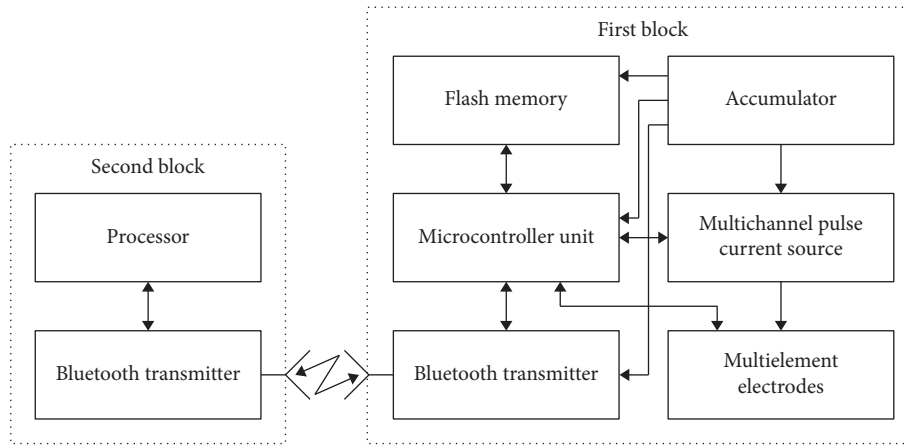 First block
Flash memory
Accumulator
Second block
Processor
Microcontroller unit
Multichannel pulse
current source
Bluetooth transmitter
Bluetooth transmitter
Multielement
electrodes